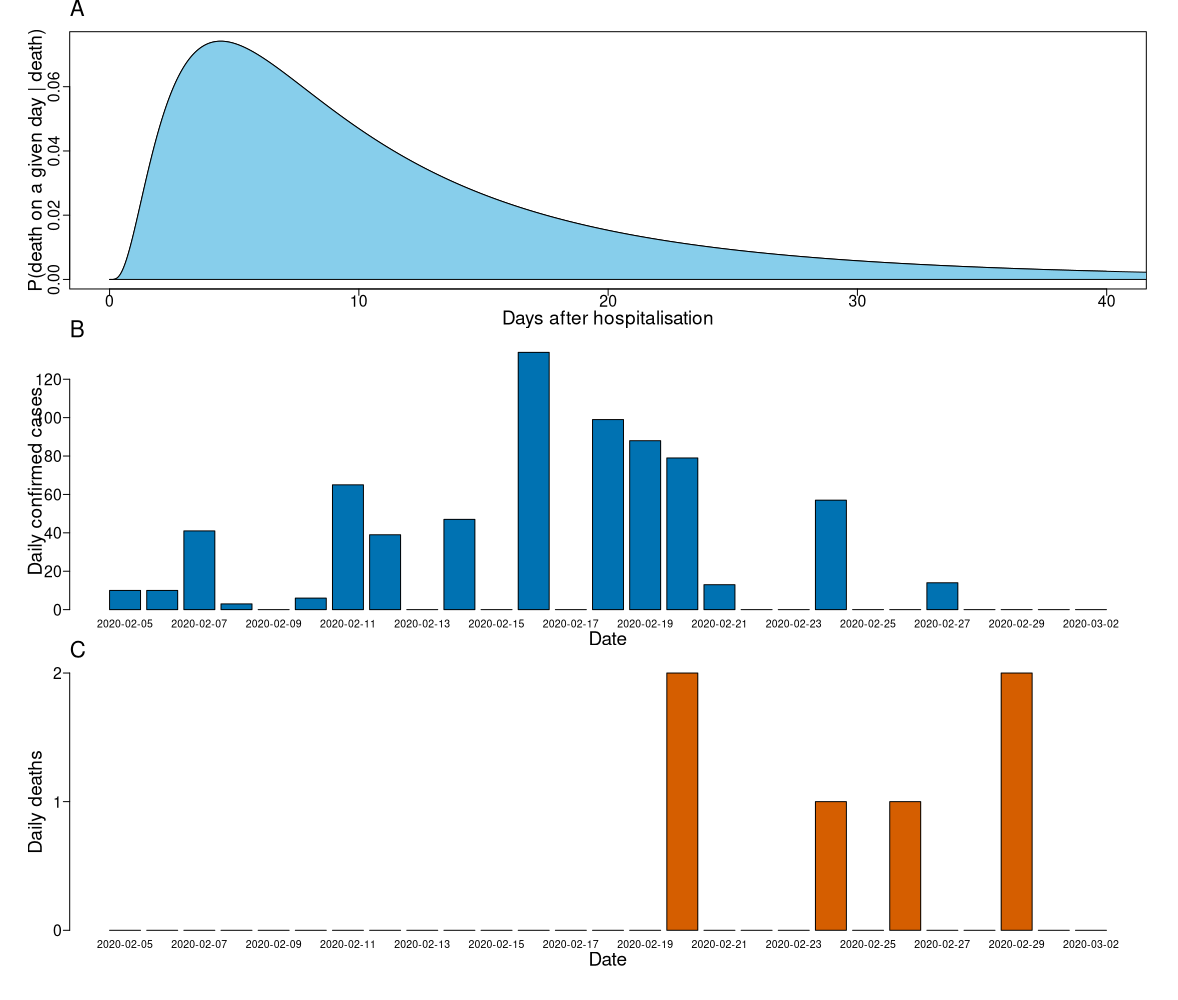 A
P(death on a given day | death)
0.00 0.02 0.04 0.06
0 10 20 30 40
Days after hospitalisation
B
Daily confirmed cases
0 20 40 60 80 100 120
2020-02-05 2020-02-07 2020-02-09 2020-02-11 2020-02-13 2020-02-15 2020-02-17 2020-02-19 2020-02-21 2020-02-23 2020-02-25 2020-02-27 2020-02-29 2020-03-02
Date
C
Daily deaths
0 1 2
2020-02-05 2020-02-07 2020-02-09 2020-02-11 2020-02-13 2020-02-15 2020-02-17 2020-02-19 2020-02-21 2020-02-23 2020-02-25 2020-02-27 2020-02-29 2020-03-02
Date